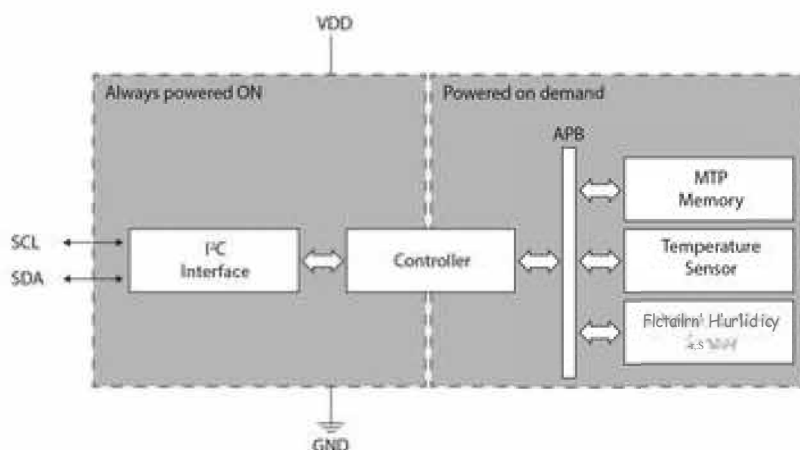 VDD
Always powered ON
Powered on demand
APB
MTP
Memory
SCL
SDA
I²C
Interface
Controller
Temperature
Sensor
GND